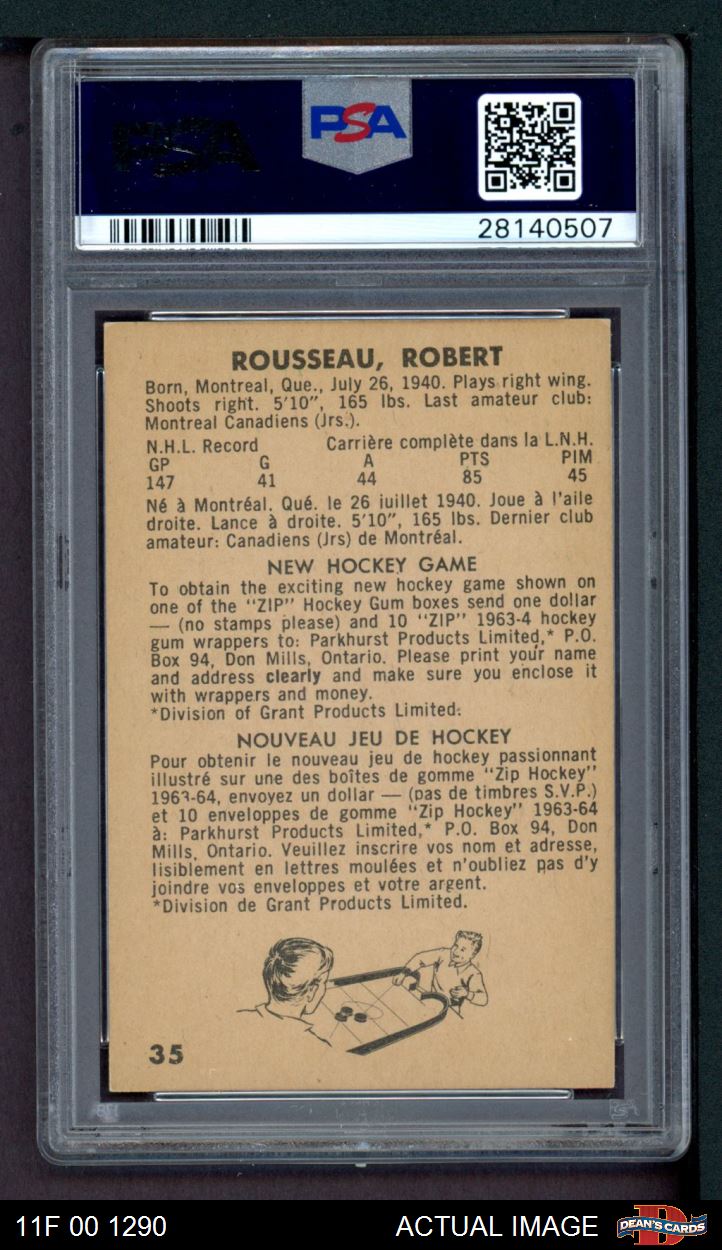 PSA
28140507
ROUSSEAU, ROBERT
Born, Montreal, Que., July 26, 1940. Plays right wing.
Shoots right. 5'10", 165 lbs. Last amateur club:
Montreal Canadiens (Jrs.).
N.H.L. Record Carrière complète dans la L.N.H.
GP G A PTS PIM
147 41 44 85 45
Né à Montréal. Qué. le 26 juillet 1940. Joue à l'aile
droite. Lance à droite. 5'10", 165 lbs. Dernier club
amateur: Canadiens (Jrs) de Montréal.
NEW HOCKEY GAME
To obtain the exciting new hockey game shown on
one of the "ZIP" Hockey Gum boxes send one dollar
— (no stamps please) and 10 "ZIP" 1963-4 hockey
gum wrappers to: Parkhurst Products Limited,* P.O.
Box 94, Don Mills, Ontario. Please print your name
and address clearly and make sure you enclose it
with wrappers and money.
*Division of Grant Products Limited.
NOUVEAU JEU DE HOCKEY
Pour obtenir le nouveau jeu de hockey passionnant
illustré sur une des boîtes de gomme "Zip Hockey"
1963-64, envoyez un dollar — (pas de timbres S.V.P.)
et 10 enveloppes de gomme "Zip Hockey" 1963-64
à: Parkhurst Products Limited,* P.O. Box 94, Don
Mills, Ontario. Veuillez inscrire vos nom et adresse,
lisiblement en lettres moulées et n'oubliez pas d'y
joindre vos enveloppes et votre argent.
*Division de Grant Products Limited.
35
11F 00 1290 ACTUAL IMAGE DEAN'S CARDS